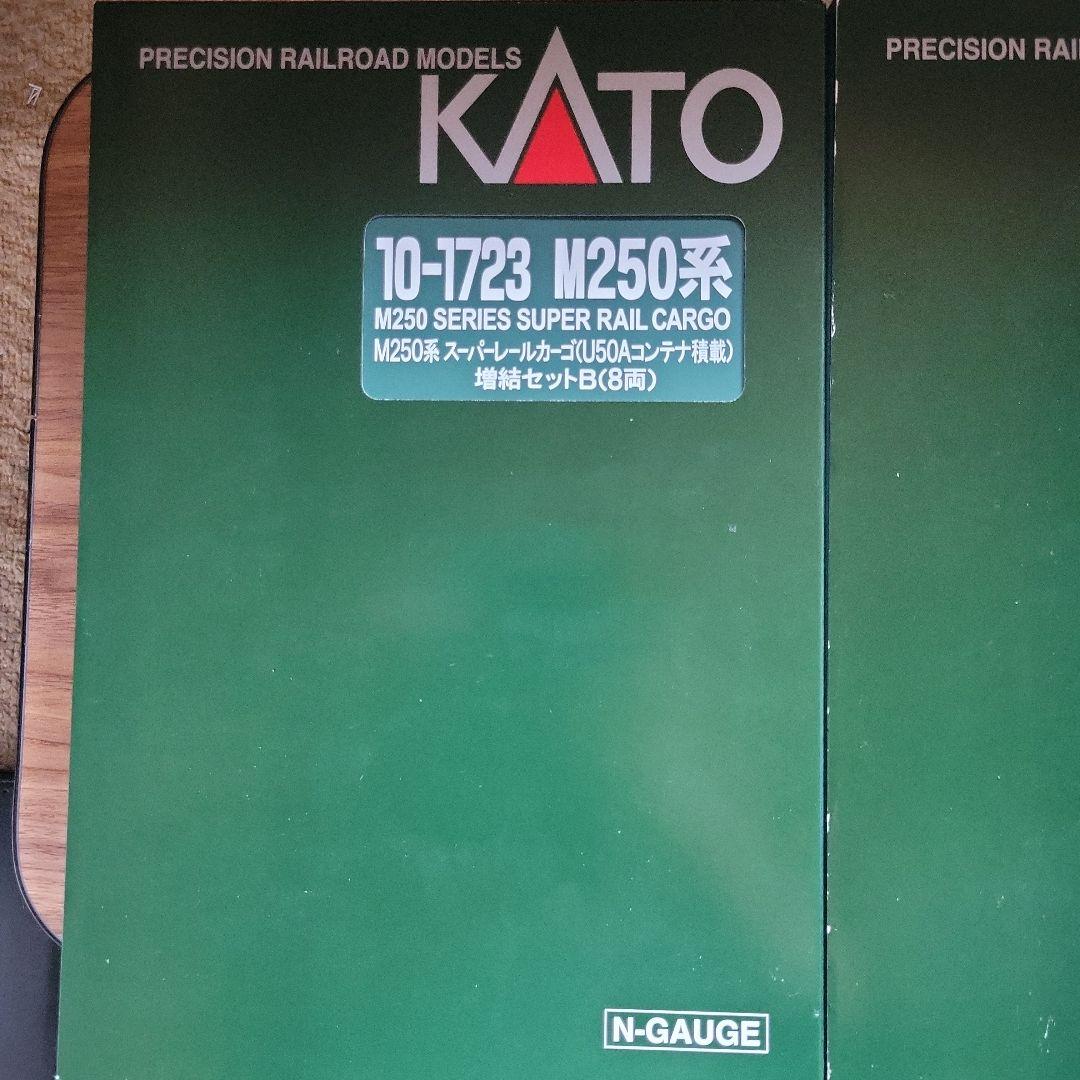 PRECISION RAILROAD MODELS
KATO
10-1723 M250系
M250 SERIES SUPER RAIL CARGO
M250系 スーパーレールカーゴ(U50Aコンテナ積載)
増結セットB(8両)
N-GAUGE
PRECISION RAI